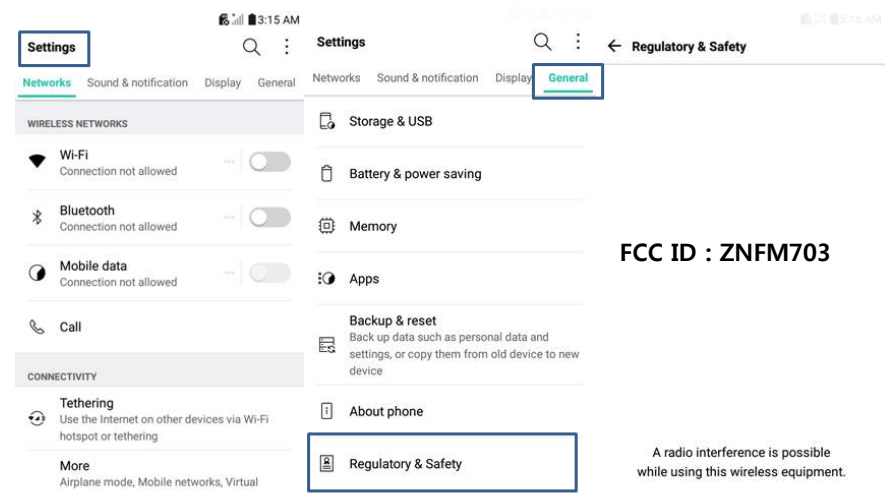 3:15 AM
Settings
Networks
Sound & notification
Display
General
WIRELESS NETWORKS
Wi-Fi
Connection not allowed
Bluetooth
Connection not allowed
Mobile data
Connection not allowed
Call
CONNECTIVITY
Tethering
Use the Internet on other devices via Wi-Fi
hotspot or tethering
More
Airplane mode, Mobile networks, Virtual
Settings
Networks
Sound & notification
Display
General
Storage & USB
Battery & power saving
Memory
Apps
Backup & reset
Back up data such as personal data and
settings, or copy them from old device to new
device
About phone
Regulatory & Safety
3:15 AM
Regulatory & Safety
FCC ID : ZNFM703
A radio interference is possible
while using this wireless equipment.